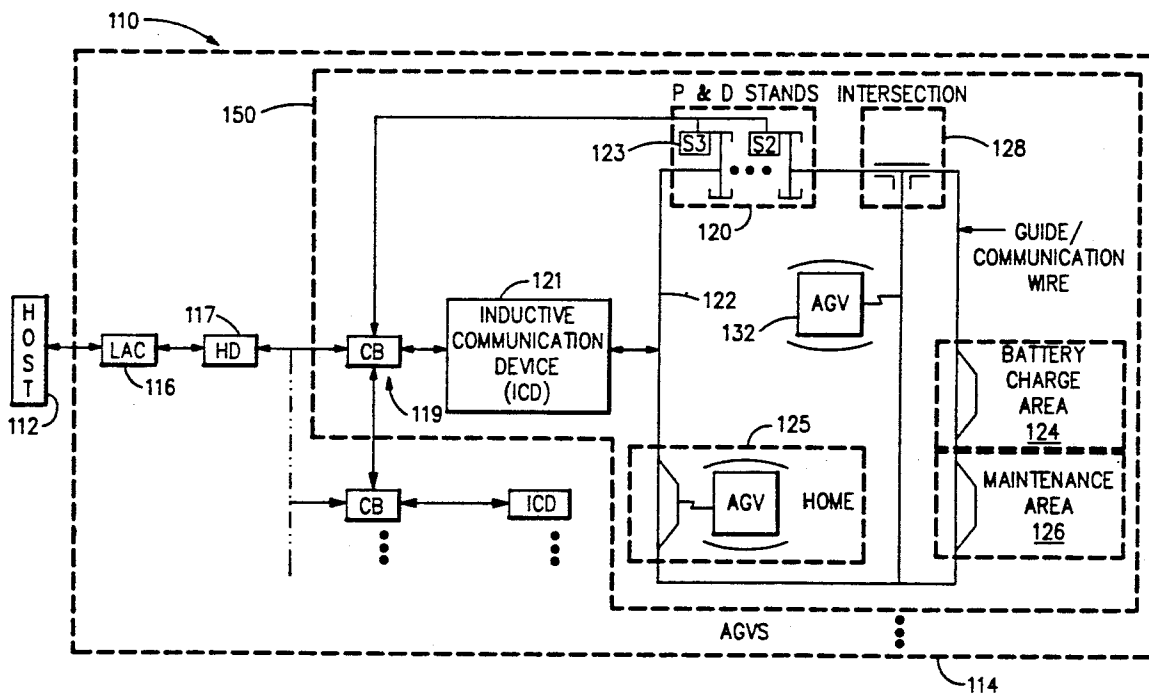 110
150
P & D STANDS
INTERSECTION
123
S3
S2
128
120
GUIDE/
COMMUNICATION
WIRE
121
INDUCTIVE
COMMUNICATION
DEVICE
(ICD)
122
AGV
132
HOST
112
LAC
116
117
HD
CB
119
BATTERY
CHARGE
AREA
124
125
AGV
HOME
MAINTENANCE
AREA
126
CB
ICD
AGVS
114